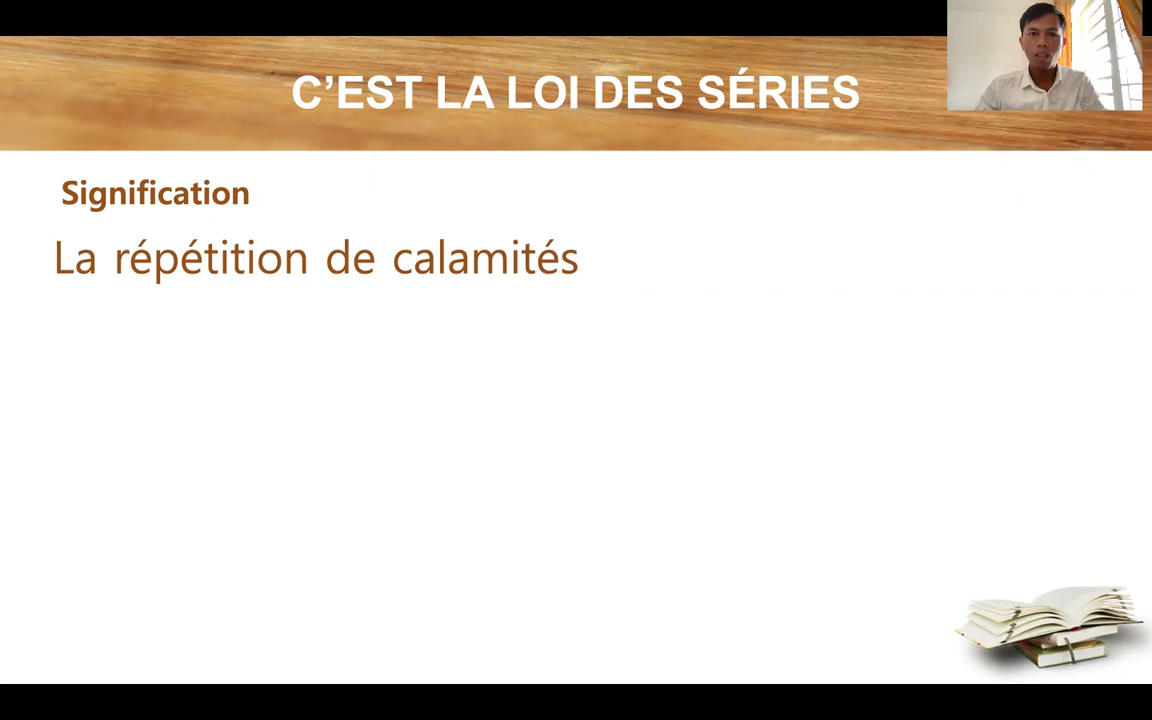 C’EST LA LOI DES SÉRIES
Signification
La répétition de calamités